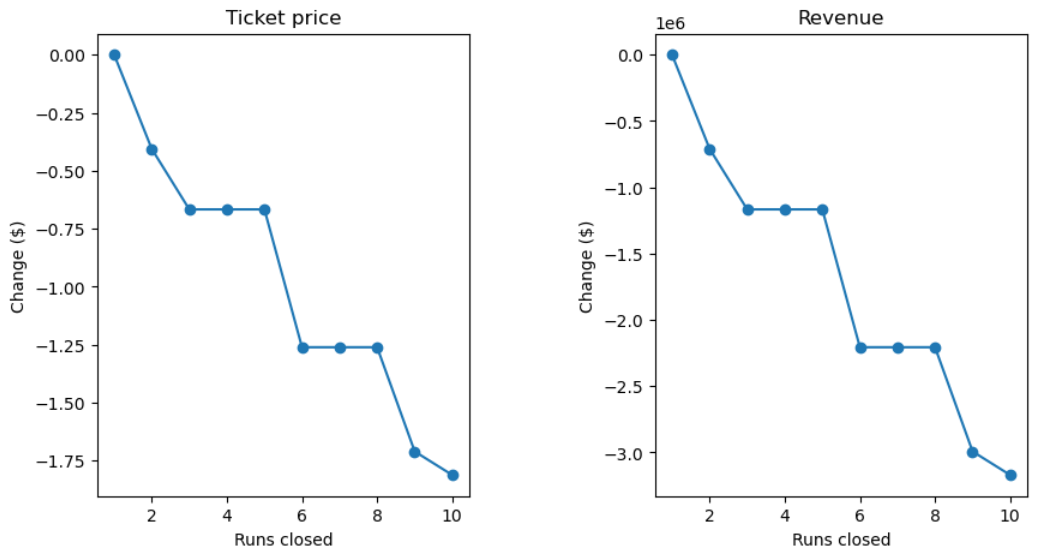 Ticket price
0.00
−0.25
−0.50
−0.75
−1.00
−1.25
−1.50
−1.75
Change ($)
2 4 6 8 10
Runs closed
Revenue
1e6
0.0
−0.5
−1.0
−1.5
−2.0
−2.5
−3.0
Change ($)
2 4 6 8 10
Runs closed